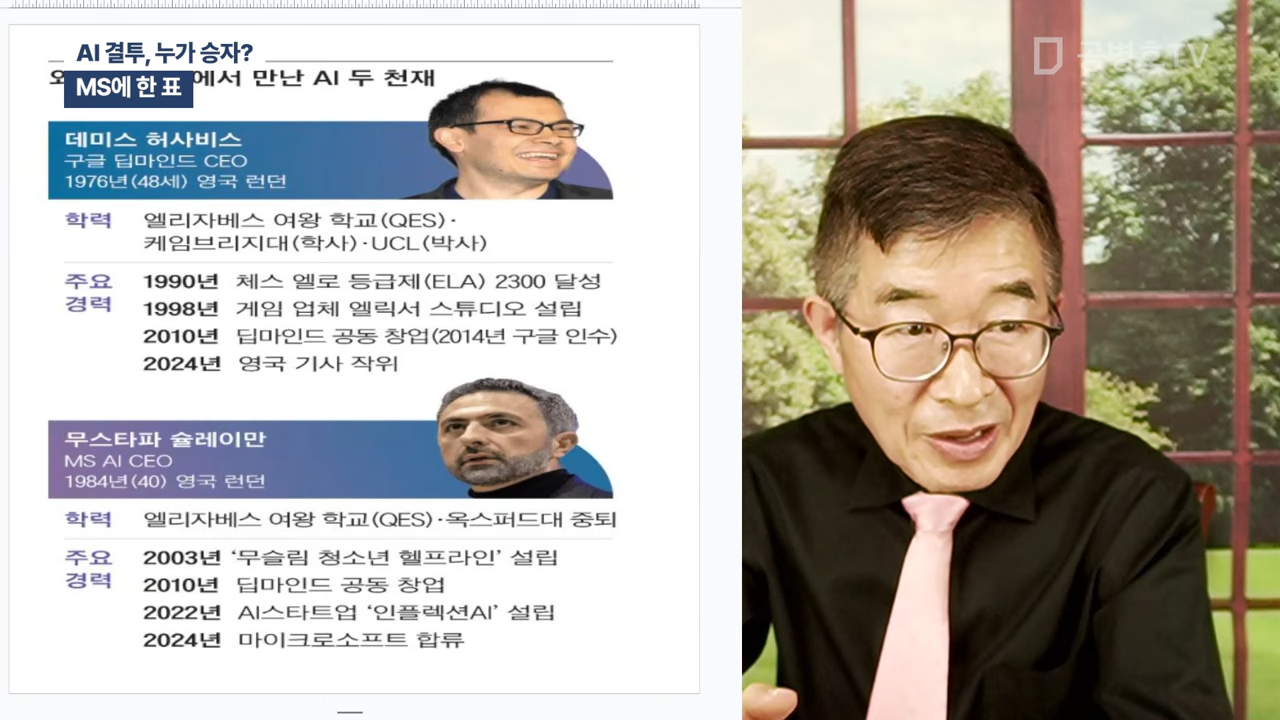 AI 결투, 누가 승자?
MS에 한 표
에서 만난 AI 두 천재
데미스 허사비스
구글 딥마인드 CEO
1976년(48세) 영국 런던
학력 엘리자베스 여왕 학교(QES)·
케임브리지대(학사)·UCL(박사)
주요 경력
1990년 체스 엘로 등급제(ELA) 2300 달성
1998년 게임 업체 엘릭서 스튜디오 설립
2010년 딥마인드 공동 창업(2014년 구글 인수)
2024년 영국 기사 작위
무스타파 슐레이만
MS AI CEO
1984년(40) 영국 런던
학력 엘리자베스 여왕 학교(QES)·옥스퍼드대 중퇴
주요 경력
2003년 ‘무슬림 청소년 헬프라인’ 설립
2010년 딥마인드 공동 창업
2022년 AI스타트업 ‘인플렉션AI’ 설립
2024년 마이크로소프트 합류
공병호TV